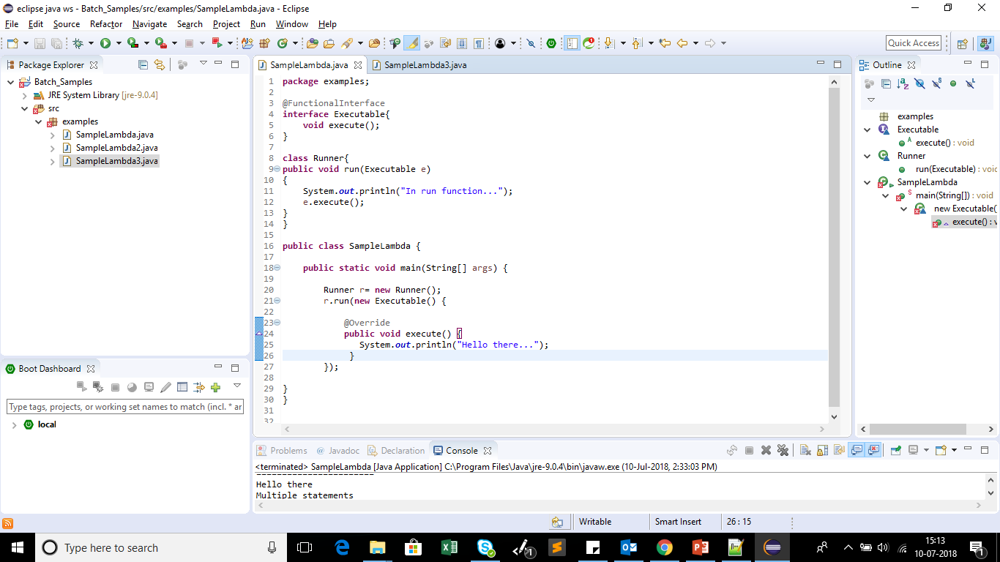 eclipse java ws - Batch_Samples/src/examples/SampleLambda.java - Eclipse
File Edit Source Refactor Navigate Search Project Run Window Help
Quick Access
Package Explorer
Batch_Samples
JRE System Library [jre-9.0.4]
src
examples
SampleLambda.java
SampleLambda2.java
SampleLambda3.java
Boot Dashboard
Type tags, projects, or working set names to match (incl. * ar
local
SampleLambda.java SampleLambda3.java
1 package examples;
2
3 @FunctionalInterface
4 interface Executable{
5 void execute();
6 }
7
8 class Runner{
9 public void run(Executable e)
10 {
11 System.out.println("In run function...");
12 e.execute();
13 }
14 }
15
16 public class SampleLambda {
17
18 public static void main(String[] args) {
19
20 Runner r= new Runner();
21 r.run(new Executable() {
22
23 @Override
24 public void execute() {
25 System.out.println("Hello there...");
26 }
27 });
28
29 }
30 }
31
32
Outline
examples
Executable
execute() : void
Runner
run(Executable) : voic
SampleLambda
main(String[]) : void
new Executable(
execute() : v
Problems @ Javadoc Declaration Console
<terminated> SampleLambda [Java Application] C:\Program Files\Java\jre-9.0.4\bin\javaw.exe (10-Jul-2018, 2:33:03 PM)
-----------------------
Hello there
Multiple statements
Writable Smart Insert 26 : 15
Type here to search
15:13
10-07-2018